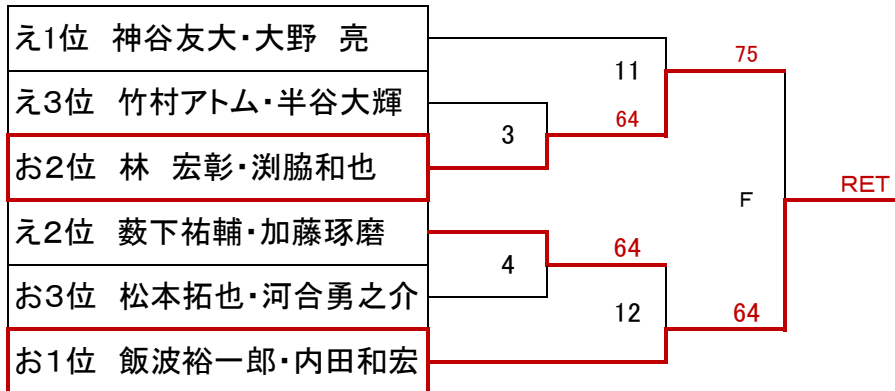 え1位 神谷友大・大野 亮
え3位 竹村アトム・半谷大輝
お2位 林 宏彰・渕脇和也
え2位 薮下祐輔・加藤琢磨
お3位 松本拓也・河合勇之介
お1位 飯波裕一郎・内田和宏
3
4
64
64
11
12
75
64
F
RET